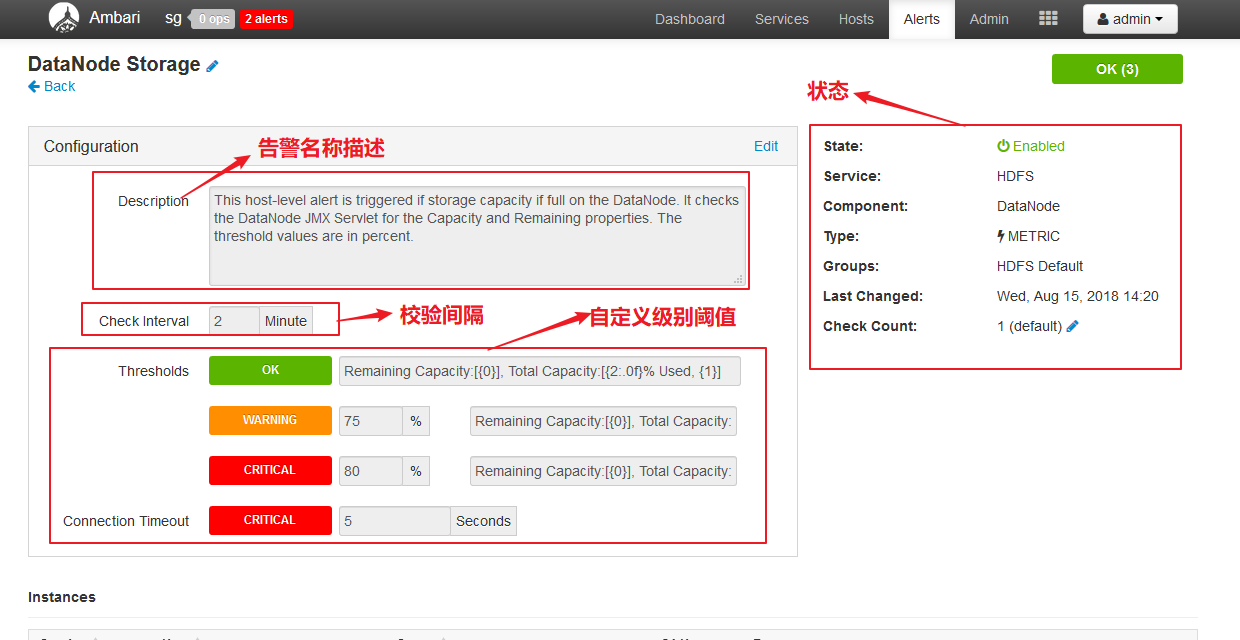 Ambari sg 0 ops 2 alerts Dashboard Services Hosts Alerts Admin admin
DataNode Storage
Back
OK (3)
状态
Configuration
告警名称描述
Edit
Description
This host-level alert is triggered if storage capacity if full on the DataNode. It checks
the DataNode JMX Servlet for the Capacity and Remaining properties. The
threshold values are in percent.
Check Interval 2 Minute
校验间隔
自定义级别阈值
Thresholds OK Remaining Capacity:[{0}], Total Capacity:[{2:.0f}% Used, {1}]
WARNING 75 % Remaining Capacity:[{0}], Total Capacity:
CRITICAL 80 % Remaining Capacity:[{0}], Total Capacity:
Connection Timeout CRITICAL 5 Seconds
State: Enabled
Service: HDFS
Component: DataNode
Type: METRIC
Groups: HDFS Default
Last Changed: Wed, Aug 15, 2018 14:20
Check Count: 1 (default)
Instances